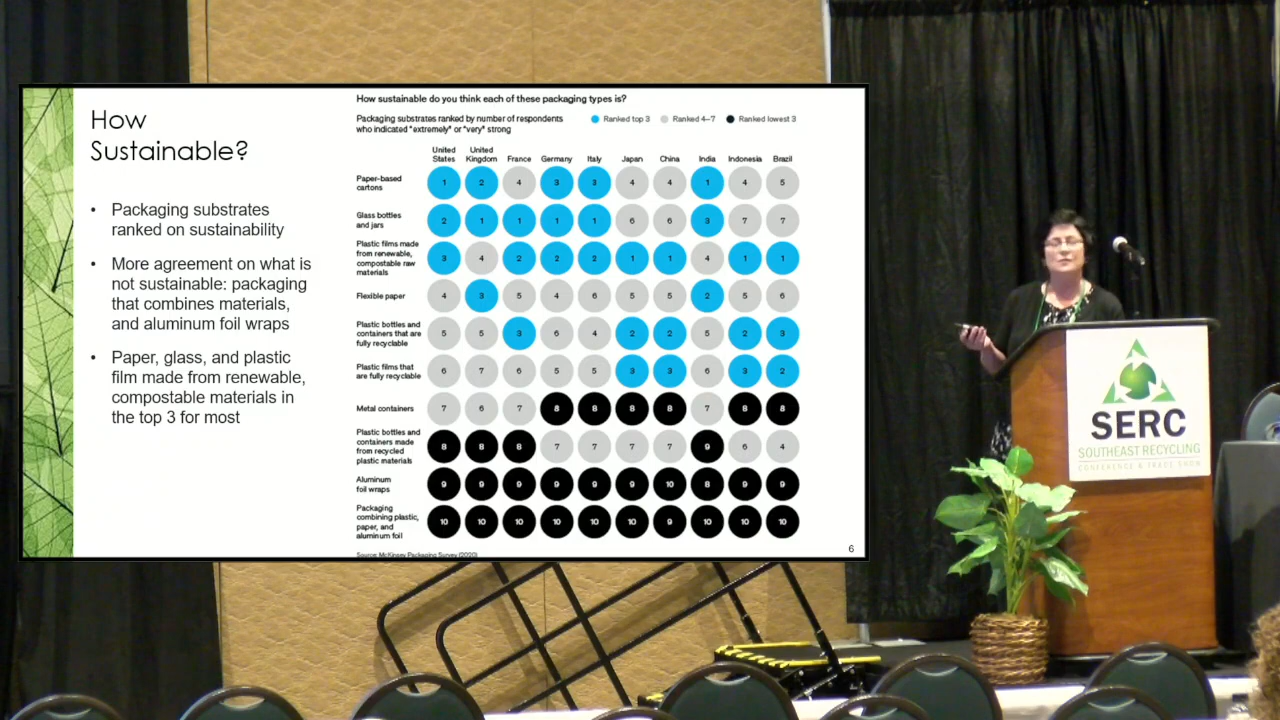 How
Sustainable?
• Packaging substrates
ranked on sustainability
• More agreement on what is
not sustainable: packaging
that combines materials,
and aluminum foil wraps
• Paper, glass, and plastic
film made from renewable,
compostable materials in
the top 3 for most
How sustainable do you think each of these packaging types is?
Packaging substrates ranked by number of respondents
who indicated "extremely" or "very" strong
Ranked top 3 Ranked 4–7 Ranked lowest 3
United States United Kingdom France Germany Italy Japan China India Indonesia Brazil
Paper-based
cartons
1 2 4 3 3 4 4 1 4 5
Glass bottles
and jars
2 1 1 1 1 6 6 3 7 7
Plastic films made
from renewable,
compostable raw
materials
3 4 2 2 2 1 1 4 1 1
Flexible paper
4 3 5 4 6 5 5 2 5 6
Plastic bottles and
containers that are
fully recyclable
5 5 3 6 4 2 2 5 2 3
Plastic films that
are fully recyclable
6 7 6 5 5 3 3 6 3 2
Metal containers
7 6 7 8 8 8 8 7 8 8
Plastic bottles and
containers made
from recycled
plastic materials
8 8 8 7 7 7 7 9 6 4
Aluminum
foil wraps
9 9 9 9 9 9 10 8 9 9
Packaging
combining plastic,
paper, and
aluminum foil
10 10 10 10 10 10 9 10 10 10
Source: McKinsey Packaging Survey (2020)
6
SERC
SOUTHEAST RECYCLING
CONFERENCE & TRADE SHOW